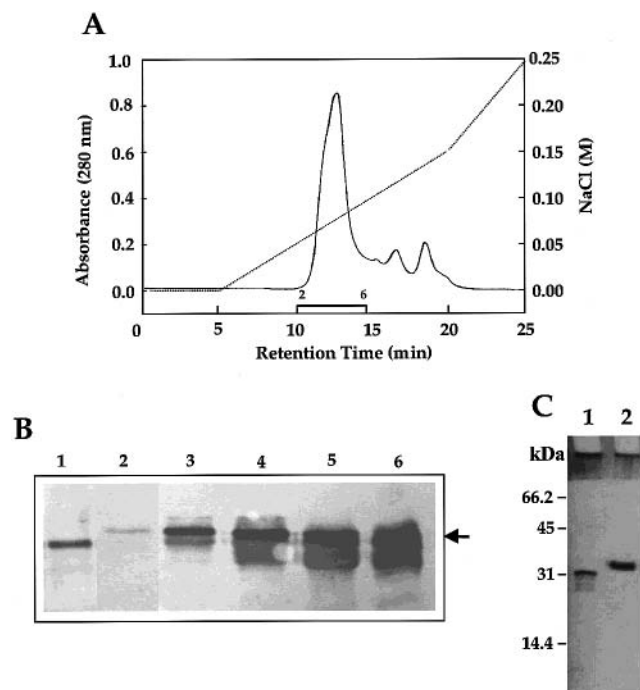 A
1.0
0.8
0.6
0.4
0.2
0.0
Absorbance (280 nm)
0.25
0.20
0.15
0.10
0.05
0.00
NaCl (M)
2 6
0 5 10 15 20 25
Retention Time (min)
B
1 2 3 4 5 6
C
1 2
kDa
66.2
45
31
14.4